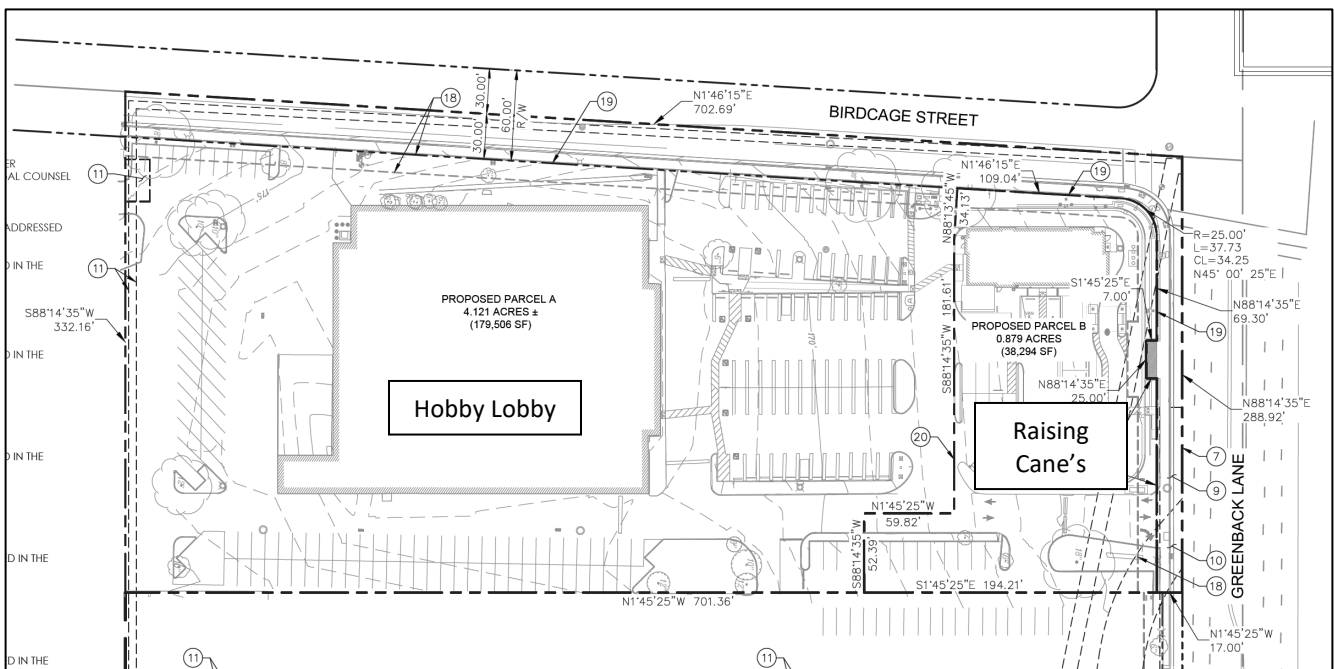 N1°46'15"E
702.69'
BIRDCAGE STREET
18
19
30.00'
30.00'
60.00'
R/W
ER
AL COUNSEL
11
ADDRESSED
D IN THE
11
S88°14'35"W
332.16'
D IN THE
D IN THE
D IN THE
D IN THE
175'
170'
N1°46'15"E
109.04'
19
N88°13'45"W
34.13'
R=25.00'
L=37.73
CL=34.25
N45° 00' 25"E
S1°45'25"E
7.00'
N88°14'35"E
69.30'
19
PROPOSED PARCEL A
4.121 ACRES ±
(179,506 SF)
S88°14'35"W 181.61'
PROPOSED PARCEL B
0.879 ACRES
(38,294 SF)
N88°14'35"E
25.00'
N88°14'35"E
288.92'
Hobby Lobby
Raising
Cane's
20
7
9
GREENBACK LANE
N1°45'25"W
59.82'
S88°14'35"W
52.39'
10
18
S1°45'25"E 194.21'
N1°45'25"W 701.36'
N1°45'25"W
17.00'
11
11